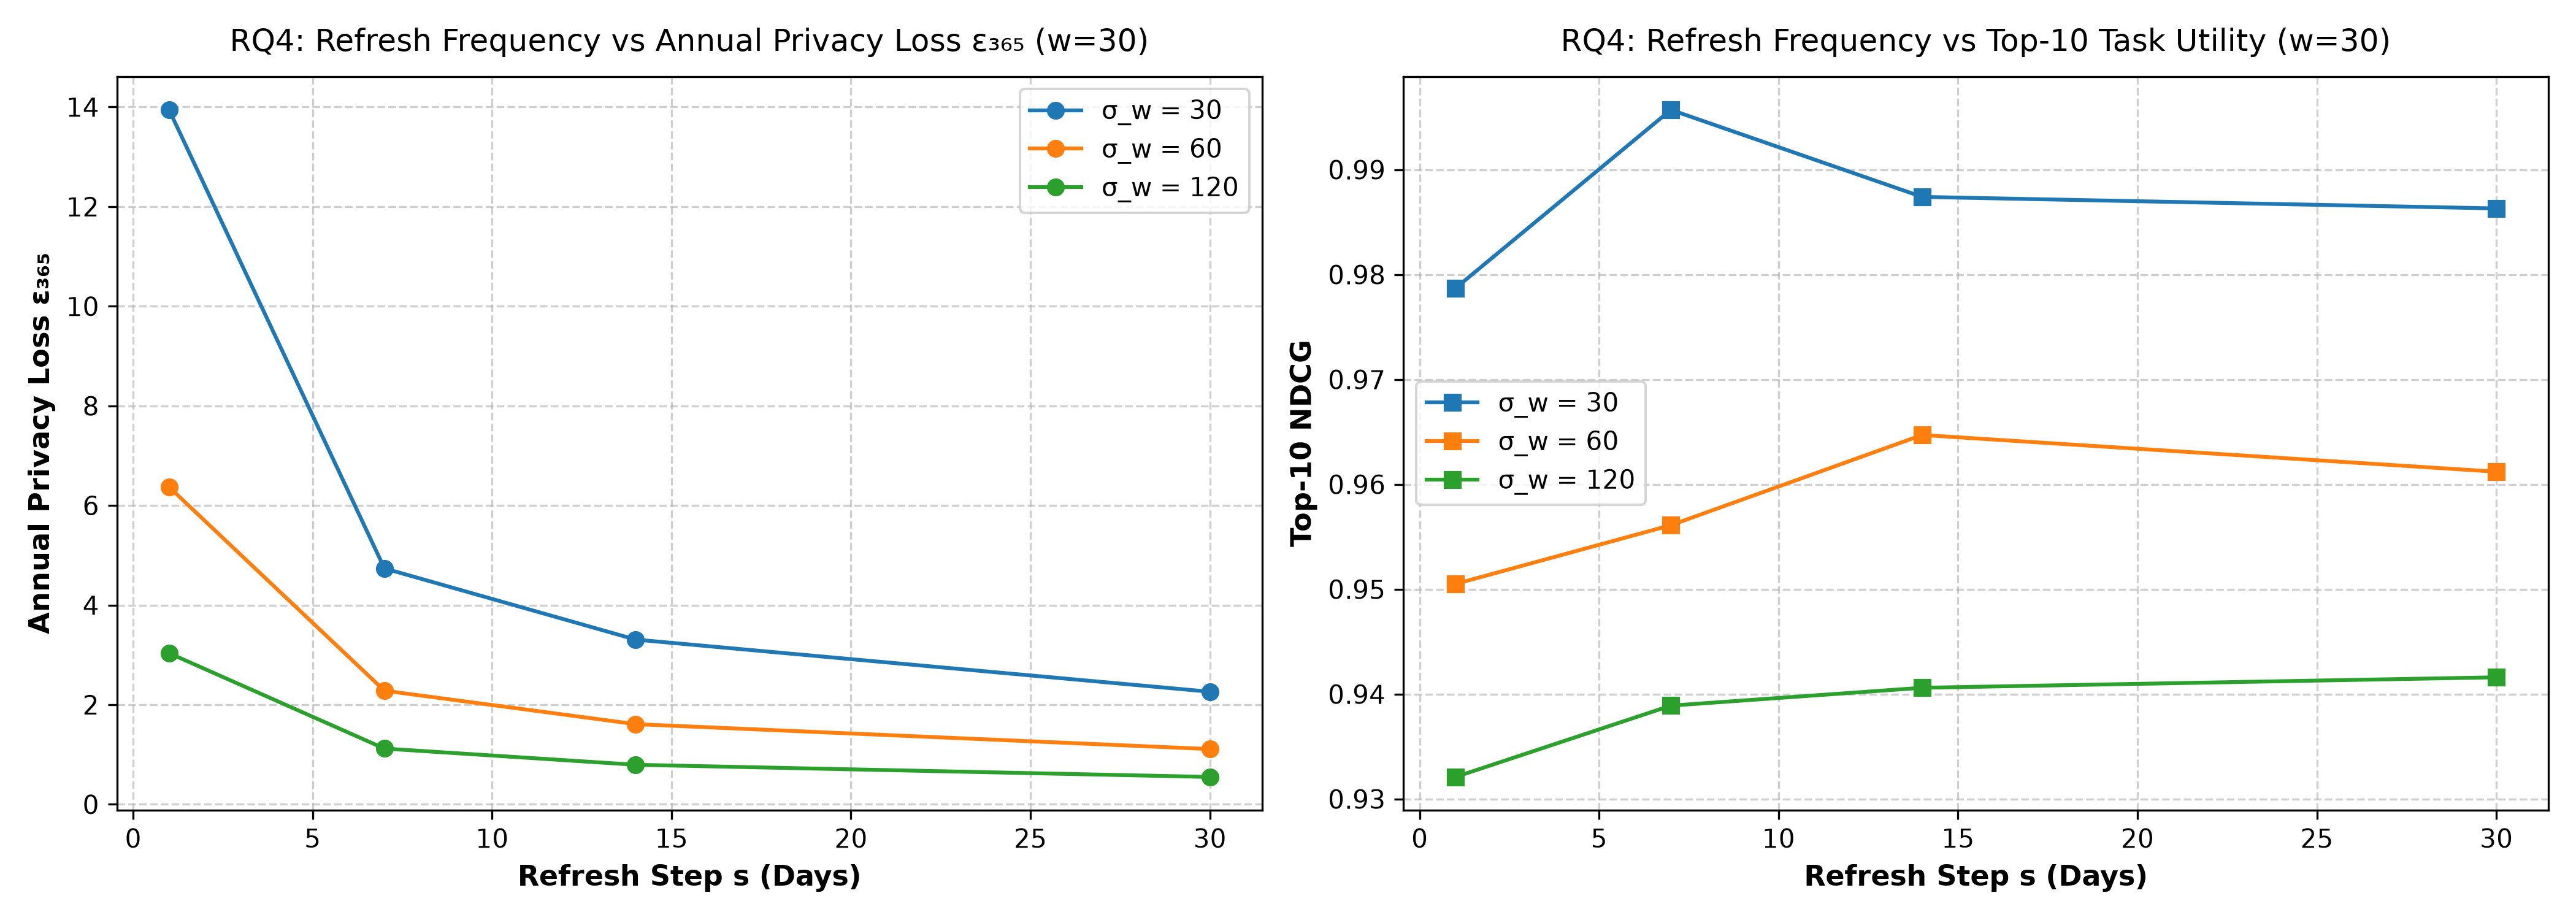 RQ4: Refresh Frequency vs Annual Privacy Loss ε₃₆₅ (w=30)
Annual Privacy Loss ε₃₆₅
14
12
10
8
6
4
2
0
σ_w = 30
σ_w = 60
σ_w = 120
0 5 10 15 20 25 30
Refresh Step s (Days)
RQ4: Refresh Frequency vs Top-10 Task Utility (w=30)
Top-10 NDCG
0.99
0.98
0.97
0.96
0.95
0.94
0.93
σ_w = 30
σ_w = 60
σ_w = 120
0 5 10 15 20 25 30
Refresh Step s (Days)